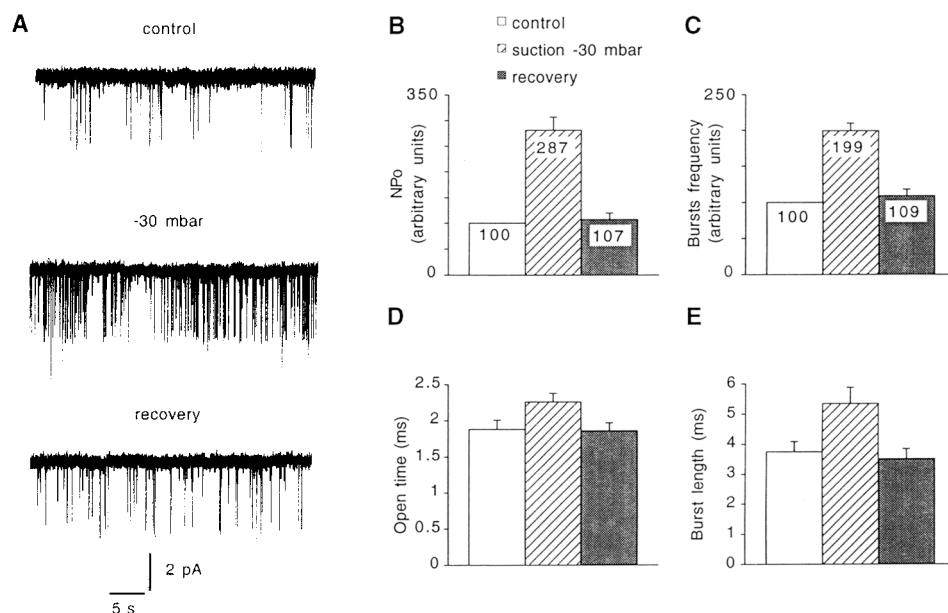 A
control
-30 mbar
recovery
2 pA
5 s
B
control
suction -30 mbar
recovery
350
NPo
(arbitrary units)
0
100
287
107
C
250
Bursts frequency
(arbitrary units)
0
100
199
109
D
2.5
2
1.5
1
0.5
0
Open time (ms)
E
6
5
4
3
2
1
0
Burst length (ms)